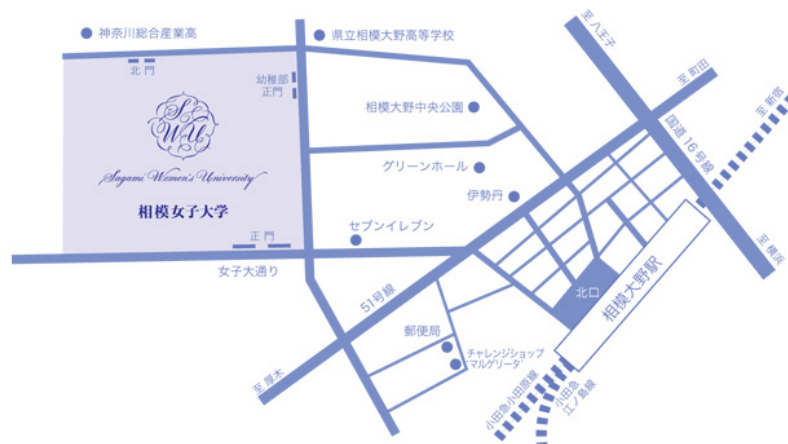 神奈川総合産業高
県立相模大野高等学校
至八王子
至町田
至新宿
北門
幼稚部
正門
相模大野中央公園
国道16号線
SWU
Sagami Women's University
グリーンホール
相模女子大学
伊勢丹
セブンイレブン
正門
女子大通り
至横浜
51号線
北口
相模大野駅
郵便局
チャレンジショップ
「マルグリータ」
至厚木
小田急小田原線
小田急
江ノ島線